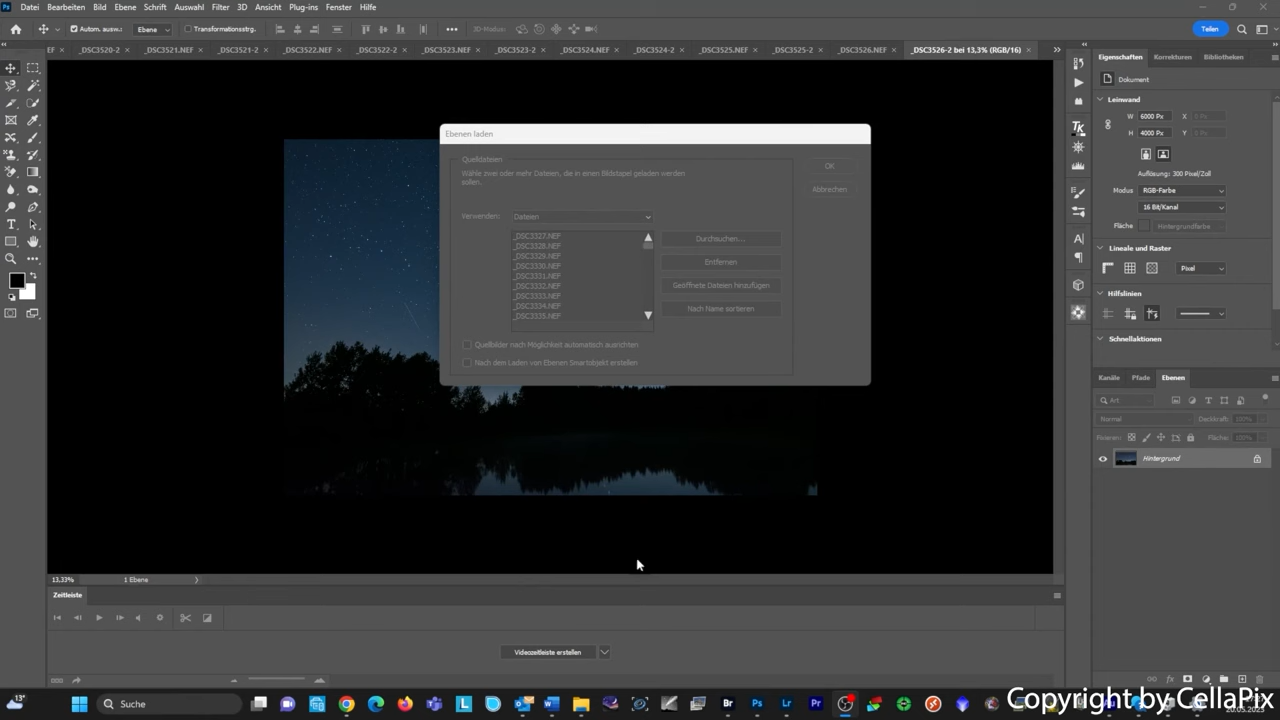 Datei Bearbeiten Bild Ebene Schrift Auswahl Filter 3D Ansicht Plug-ins Fenster Hilfe
Autom. ausw.: Ebene Transformationsstrg. 3D-Modus: Teilen
EF × _DSC3520-2 × _DSC3521.NEF × _DSC3521-2 × _DSC3522.NEF × _DSC3522-2 × _DSC3523.NEF × _DSC3523-2 × _DSC3524.NEF × _DSC3524-2 × _DSC3525.NEF × _DSC3525-2 × _DSC3526.NEF × _DSC3526-2 bei 13,3% (RGB/16) ×
Eigenschaften Korrekturen Bibliotheken
Dokument
Leinwand
W 6000 Px X 0 Px
H 4000 Px Y 0 Px
Auflösung: 300 Pixel/Zoll
Modus RGB-Farbe
16 Bit/Kanal
Fläche Hintergrundfarbe
Lineale und Raster
Pixel
Hilfslinien
Schnellaktionen
Ebenen laden
Quelldateien
Wähle zwei oder mehr Dateien, die in einen Bildstapel geladen werden
sollen.
OK
Abbrechen
Verwenden: Dateien
_DSC3327.NEF
_DSC3328.NEF
_DSC3329.NEF
_DSC3330.NEF
_DSC3331.NEF
_DSC3332.NEF
_DSC3333.NEF
_DSC3334.NEF
_DSC3335.NEF
Durchsuchen...
Entfernen
Geöffnete Dateien hinzufügen
Nach Name sortieren
Quellbilder nach Möglichkeit automatisch ausrichten
Nach dem Laden von Ebenen Smartobjekt erstellen
Kanäle Pfade Ebenen
Art
Normal Deckkraft: 100%
Fixieren: Fläche: 100%
Hintergrund
13,33% 1 Ebene
Zeitleiste
Videozeitleiste erstellen
13° Suche
20.05.2023
Copyright by CellaPix